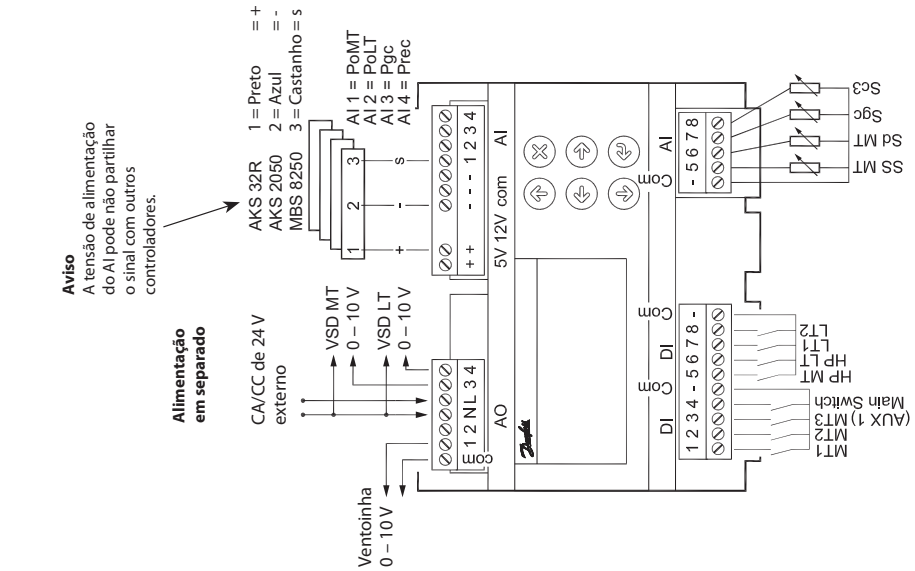 Aviso
A tensão de alimentação
do AI pode não partilhar
o sinal com outros
controladores.
Alimentação
em separado
CA/CC de 24 V
externo
AKS 32R 1 = Preto = +
AKS 2050 2 = Azul = -
MBS 8250 3 = Castanho = s
1 2 3
+ - s
AI 1 = PoMT
AI 2 = PoLT
AI 3 = Pgc
AI 4 = Prec
VSD MT
0 – 10 V
VSD LT
0 – 10 V
Ventoinha
0 – 10 V
com 1 2 N L 3 4
AO
+ + - - - 1 2 3 4
5V 12V com AI
Danfoss
DI Com DI Com
1 2 3 4 - 5 6 7 8 -
Com AI
- 5 6 7 8
MT1
MT2
(AUX 1) MT3
Main Switch
HP MT
HP LT
LT1
LT2
SS MT
Sd MT
Sgc
Sc3